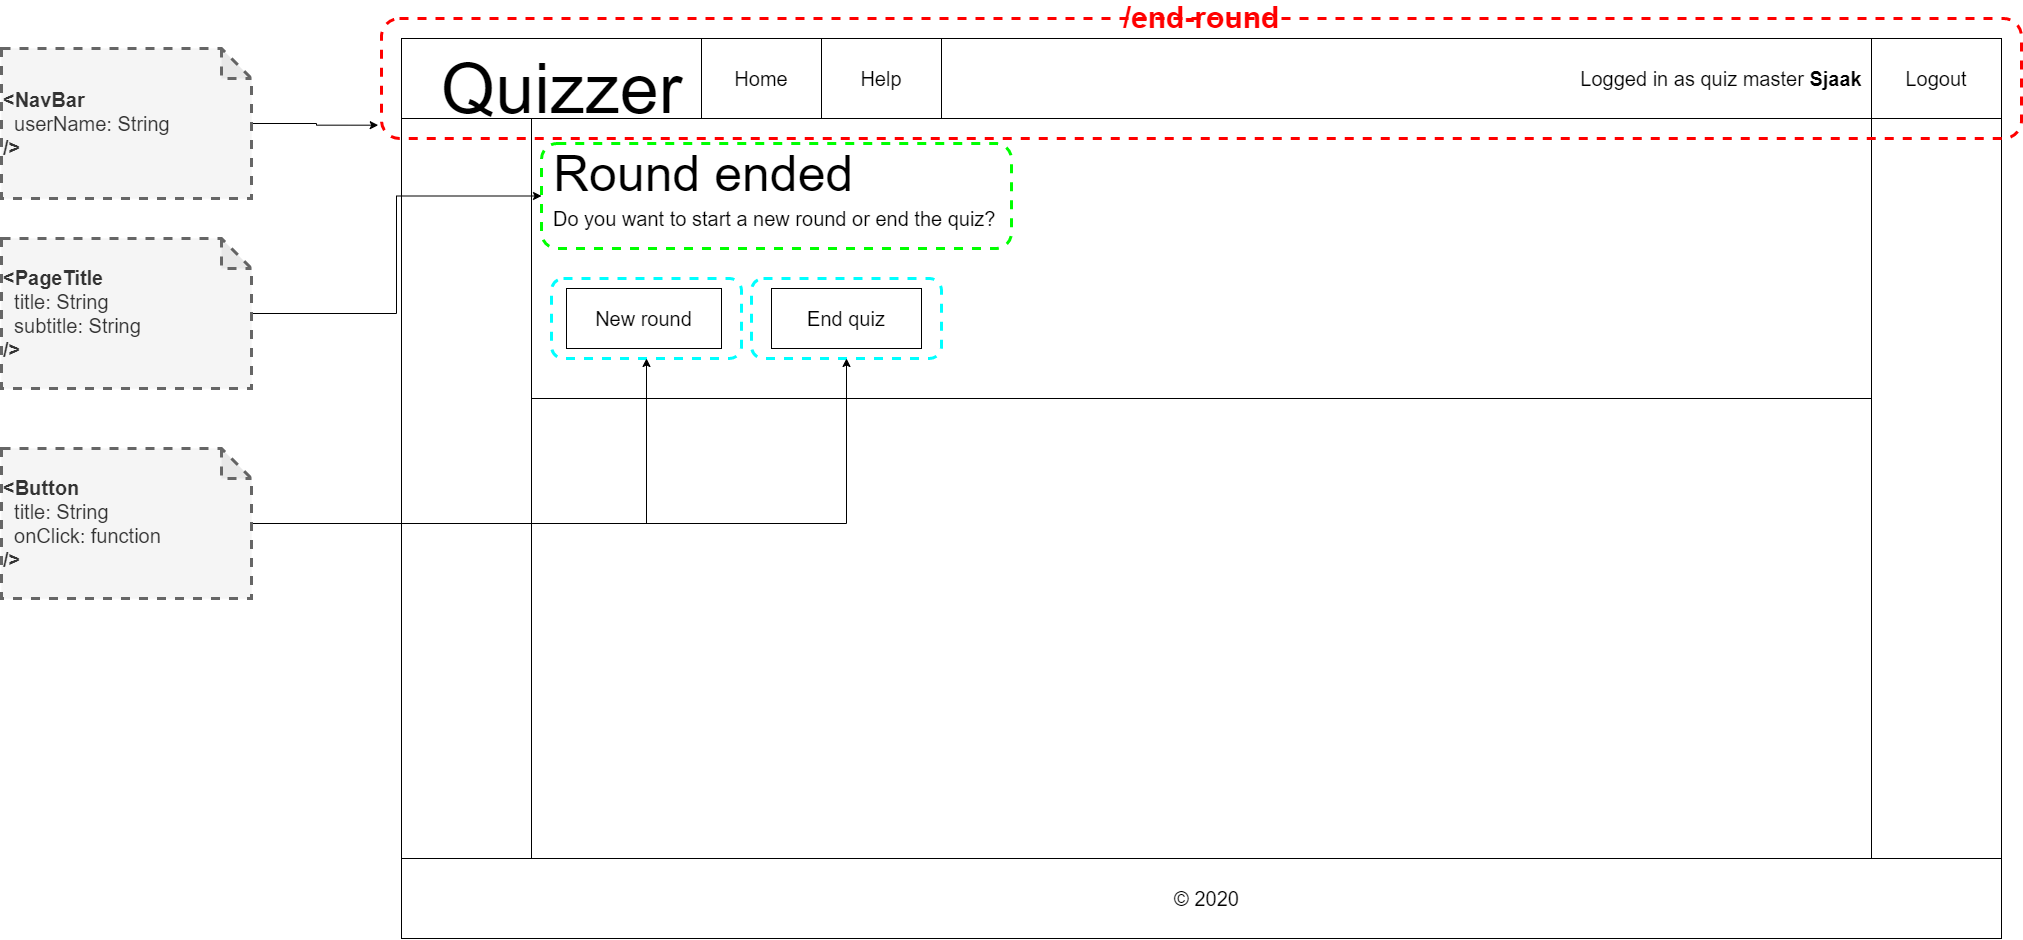 /end-round
Quizzer
Home
Help
Logged in as quiz master Sjaak
Logout
<NavBar
userName: String
/>
Round ended
Do you want to start a new round or end the quiz?
<PageTitle
title: String
subtitle: String
/>
New round
End quiz
<Button
title: String
onClick: function
/>
© 2020